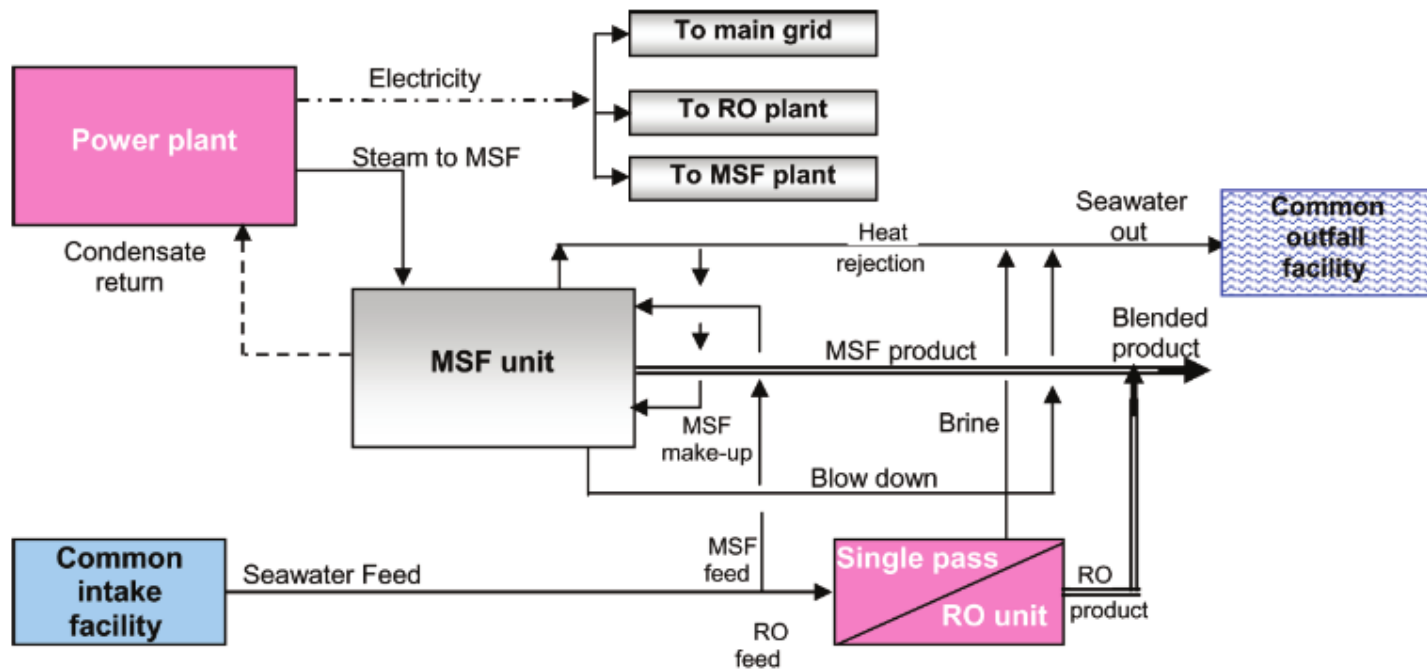 To main grid
Electricity
To RO plant
Power plant
Steam to MSF
To MSF plant
Condensate
return
Heat
rejection
Seawater
out
Common
outfall
facility
MSF unit
MSF product
Blended
product
MSF
make-up
Brine
Blow down
Common
intake
facility
Seawater Feed
MSF
feed
RO
feed
Single pass
RO unit
RO
product